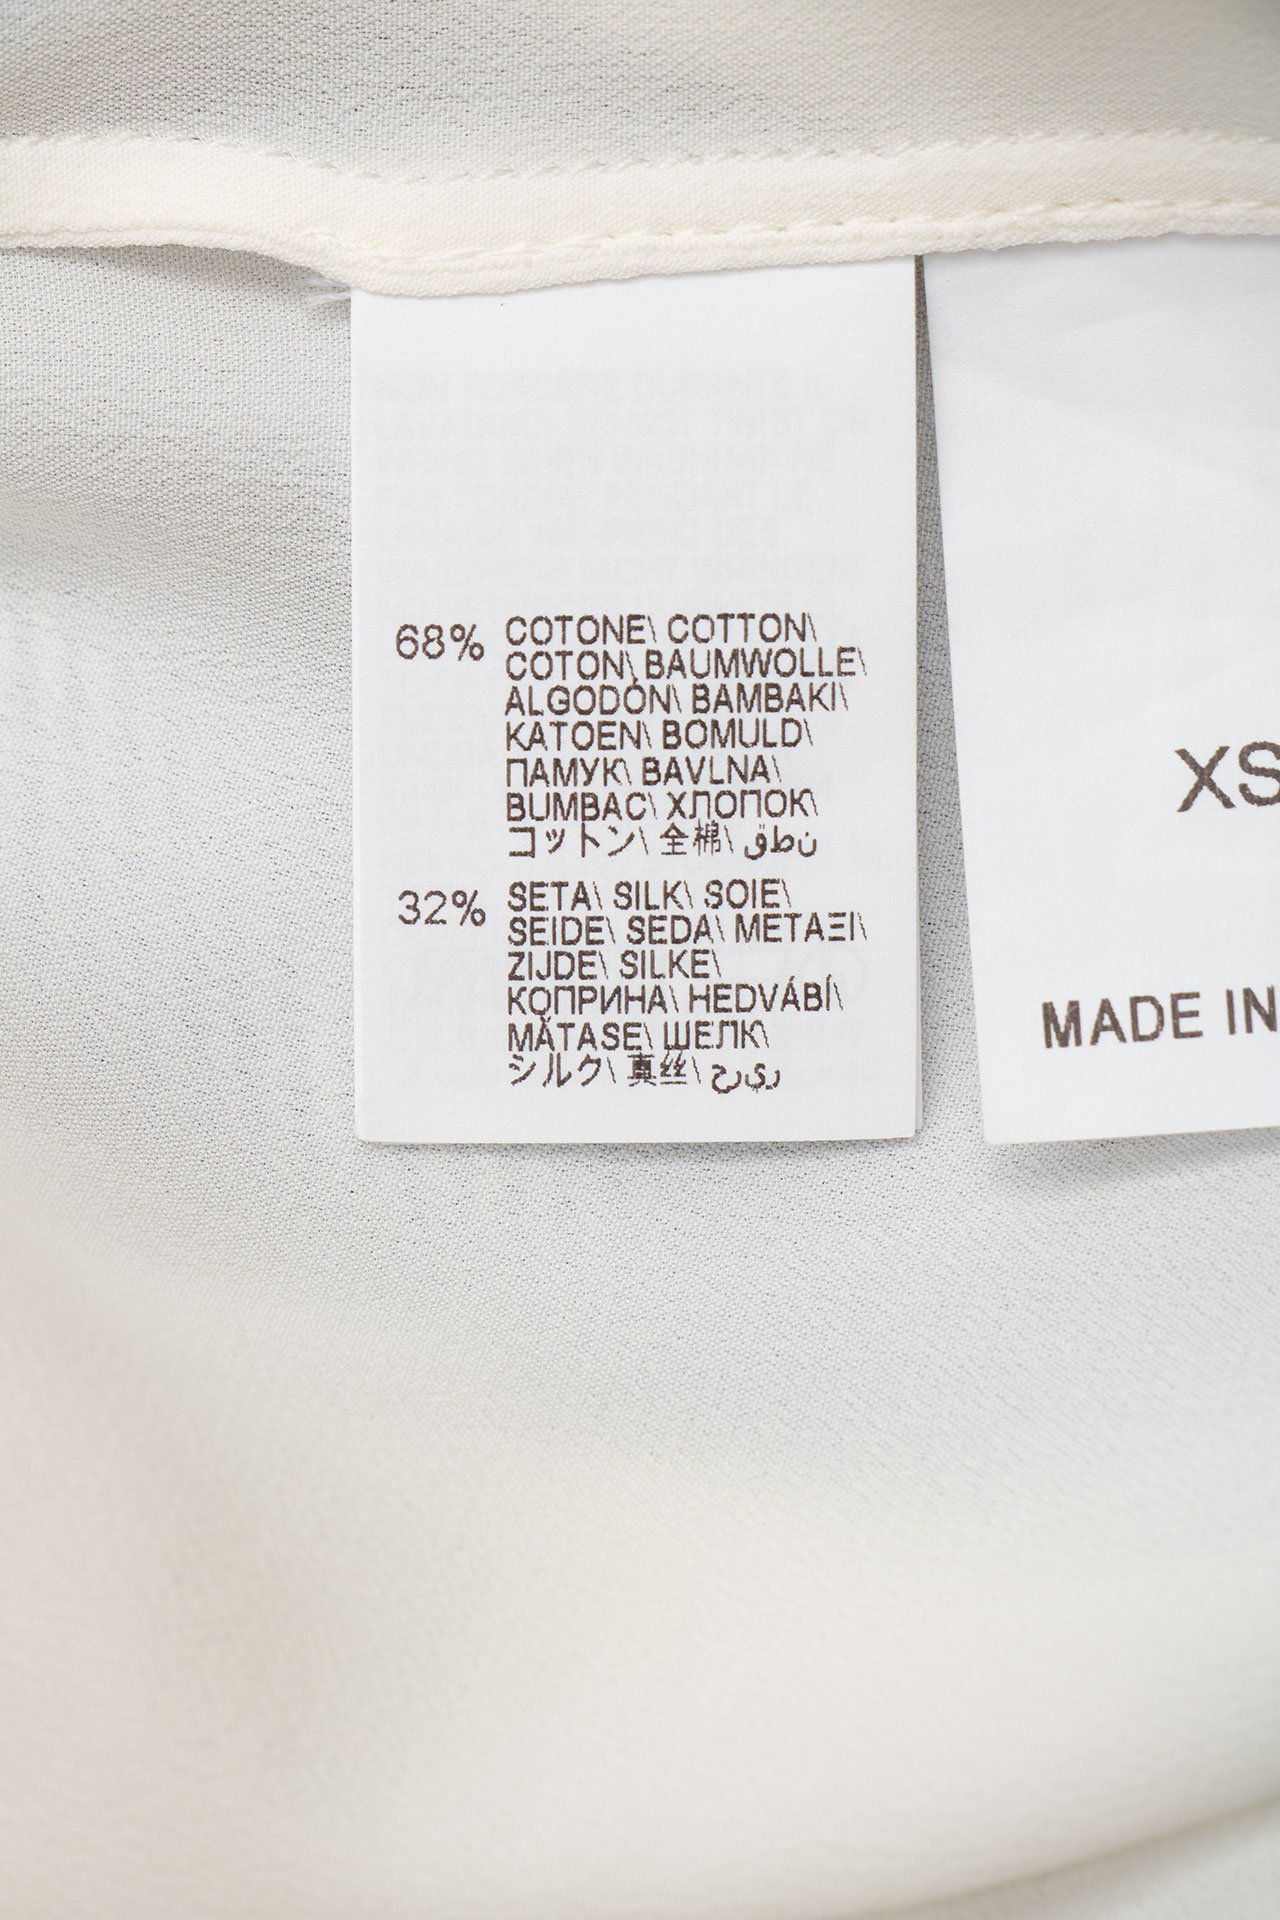 68% COTONE\ COTTON\
COTON\ BAUMWOLLE\
ALGODÓN\ BAMBAKI\
KATOEN\ BOMULD\
ПАМУК\ BAVLNA\
BUMBAC\ ХЛОПОК\
コットン\ 全棉\ قطن
32% SETA\ SILK\ SOIE\
SEIDE\ SEDA\ ΜΕΤΑΞΙ\
ZIJDE\ SILKE\
КОПРИНА\ HEDVÁBÍ\
MĂTASE\ ШЕЛК\
シルク\ 真丝\ حرير
XS
MADE IN